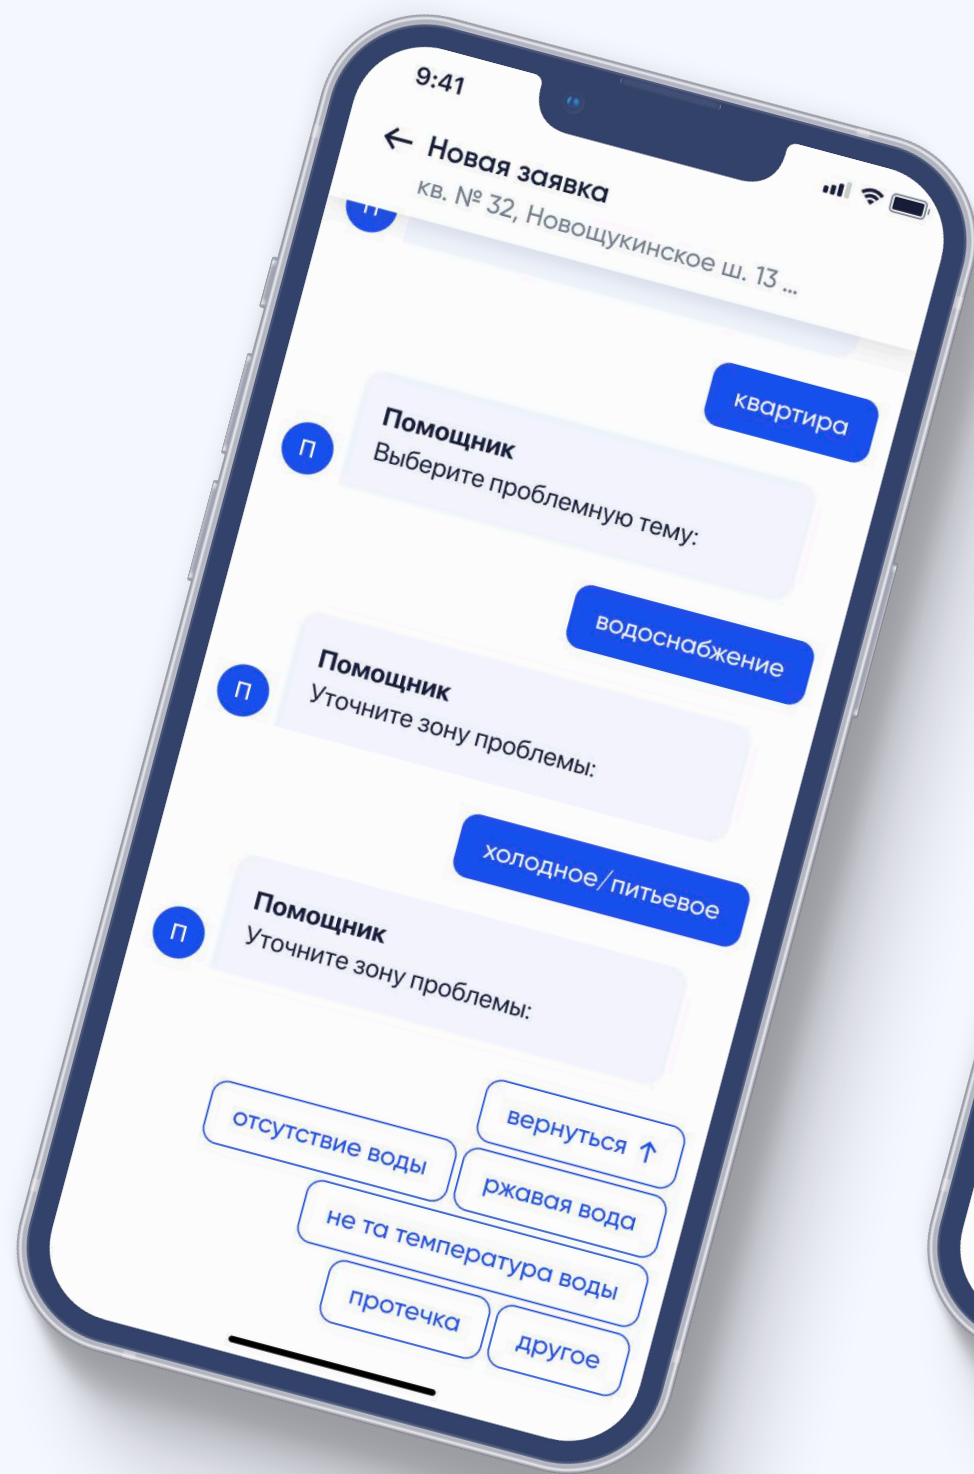 9:41
← Новая заявка
кв. № 32, Новощукинское ш. 13 ...
П
квартира
Помощник
П
Выберите проблемную тему:
водоснабжение
Помощник
П
Уточните зону проблемы:
холодное/питьевое
Помощник
П
Уточните зону проблемы:
вернуться ↑
отсутствие воды
ржавая вода
не та температура воды
протечка
другое